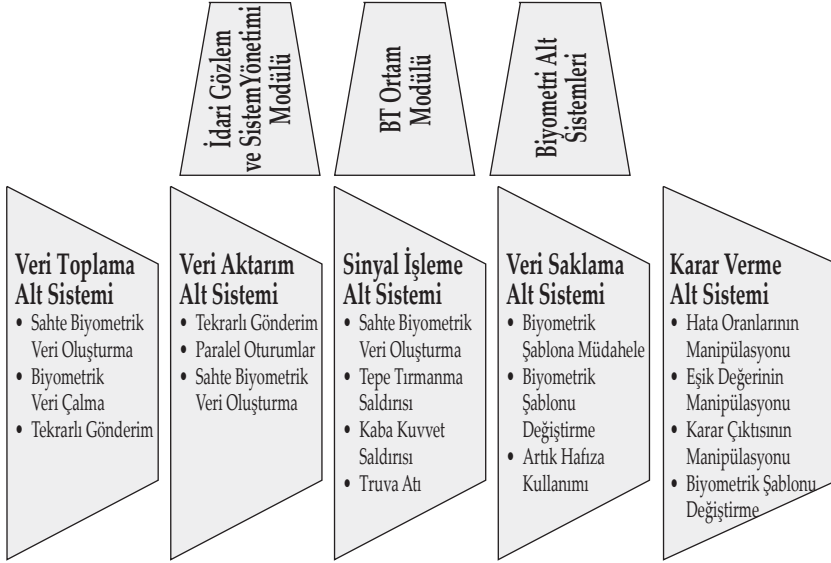 İdari Gözlem
ve SistemYönetimi
Modülü
BT Ortam
Modülü
Biyometri Alt
Sistemleri
Veri Toplama
Alt Sistemi
• Sahte Biyometrik
Veri Oluşturma
• Biyometrik
Veri Çalma
• Tekrarlı Gönderim
Veri Aktarım
Alt Sistemi
• Tekrarlı Gönderim
• Paralel Oturumlar
• Sahte Biyometrik
Veri Oluşturma
Sinyal İşleme
Alt Sistemi
• Sahte Biyometrik
Veri Oluşturma
• Tepe Tırmanma
Saldırısı
• Kaba Kuvvet
Saldırısı
• Truva Atı
Veri Saklama
Alt Sistemi
• Biyometrik
Şablona Müdahele
• Biyometrik
Şablonu
Değiştirme
• Artık Hafıza
Kullanımı
Karar Verme
Alt Sistemi
• Hata Oranlarının
Manipülasyonu
• Eşik Değerinin
Manipülasyonu
• Karar Çıktısının
Manipülasyonu
• Biyometrik Şablonu
Değiştirme